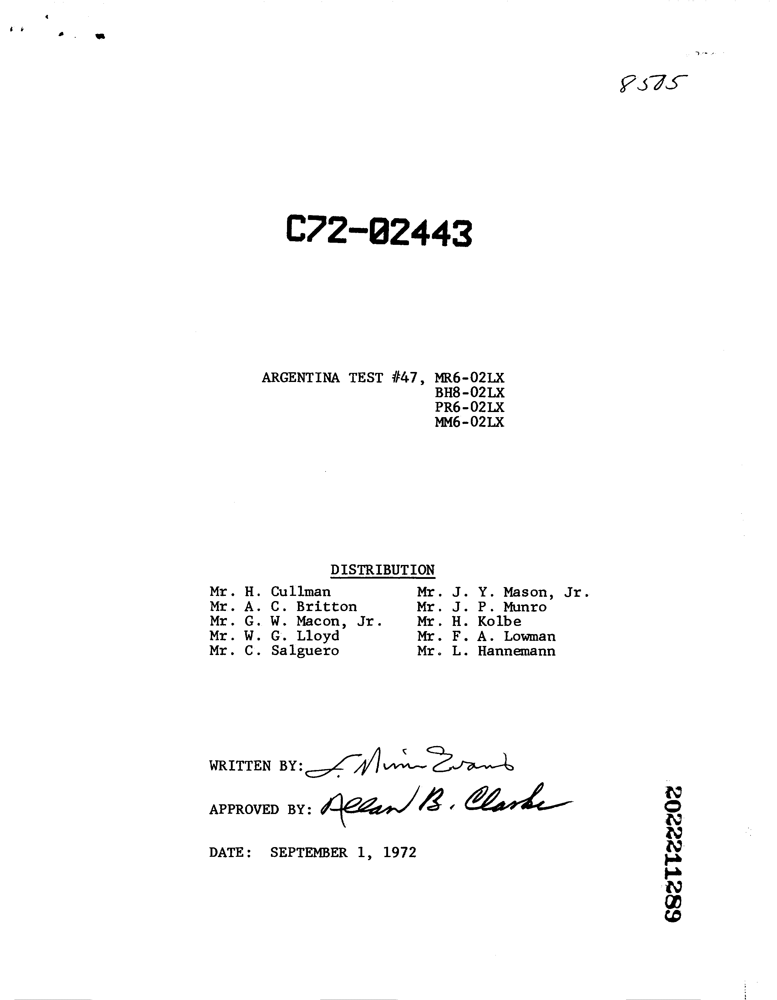 8505
C72-02443
ARGENTINA TEST #47, MR6-02LX
BH8-02LX
PR6-02LX
MM6-02LX
DISTRIBUTION
Mr. H. Cullman Mr. J. Y. Mason, Jr.
Mr. A. C. Britton Mr. J. P. Munro
Mr. G. W. Macon, Jr. Mr. H. Kolbe
Mr. W. G. Lloyd Mr. F. A. Lowman
Mr. C. Salguero Mr. L. Hannemann
WRITTEN BY: Evans
APPROVED BY: Allan B. Clarke
DATE: SEPTEMBER 1, 1972
2022211289